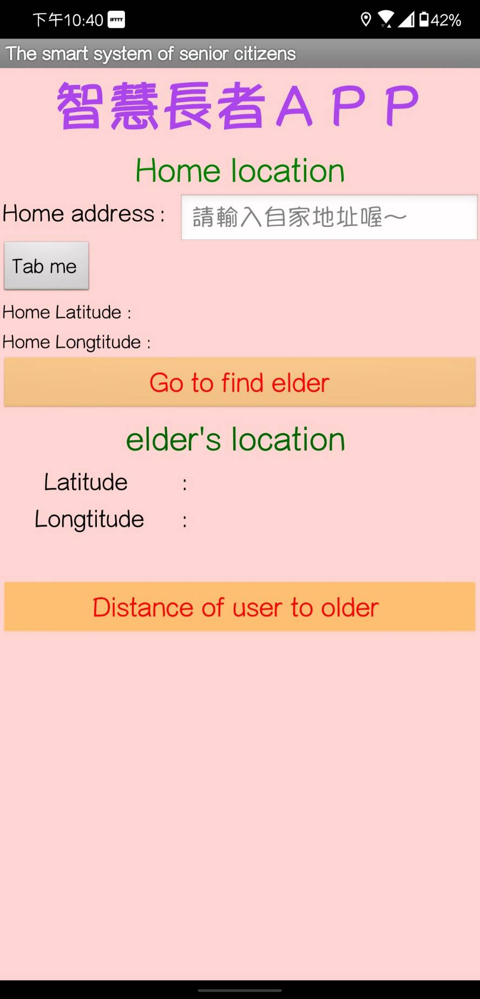 下午10:40 IFTTT 42%
The smart system of senior citizens
智慧長者ＡＰＰ
Home location
Home address : 請輸入自家地址喔～
Tab me
Home Latitude :
Home Longtitude :
Go to find elder
elder's location
Latitude :
Longtitude :
Distance of user to older